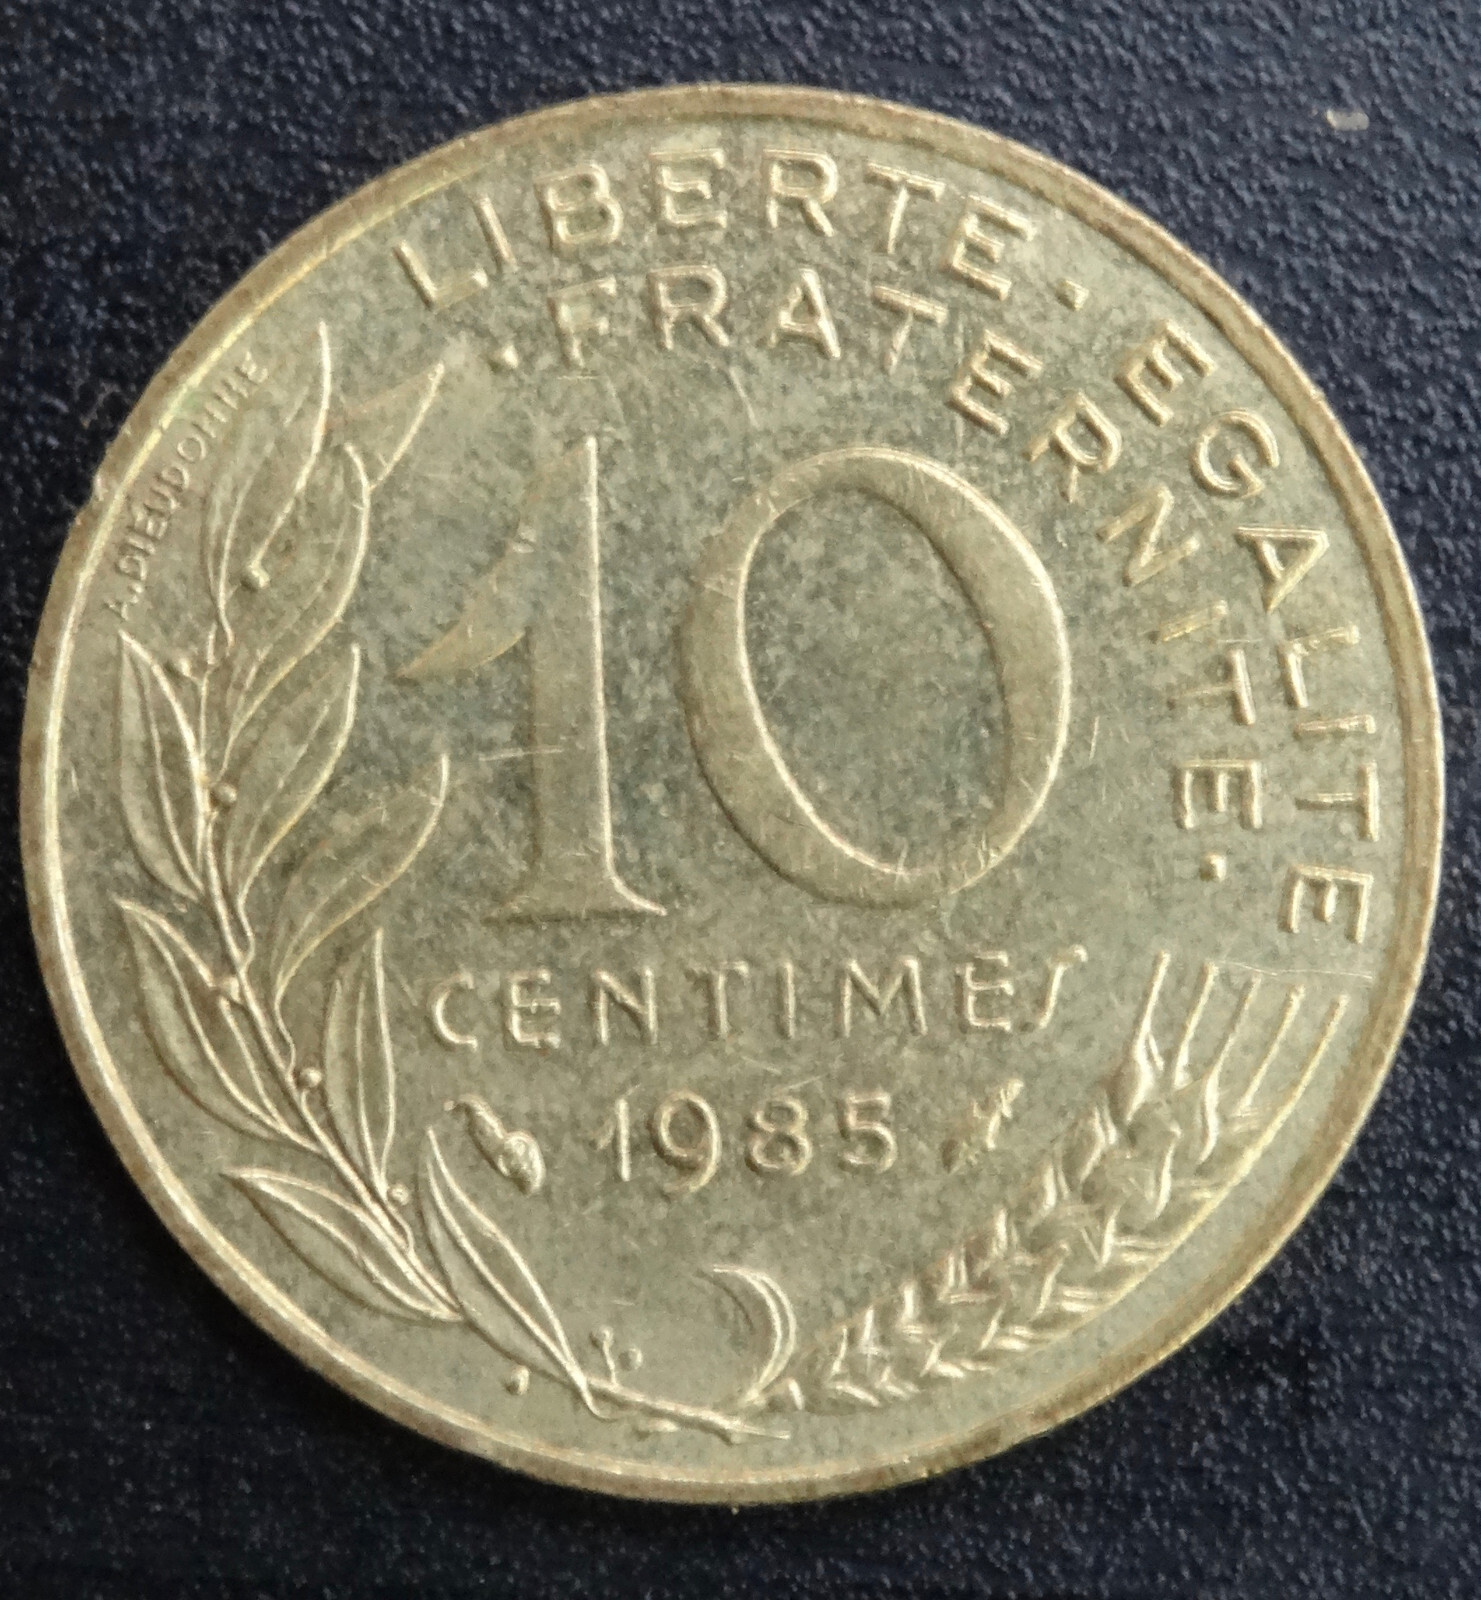 LIBERTE · EGALITE
· FRATERNITE ·
A. DIEUDONNE
10
CENTIMES
1985